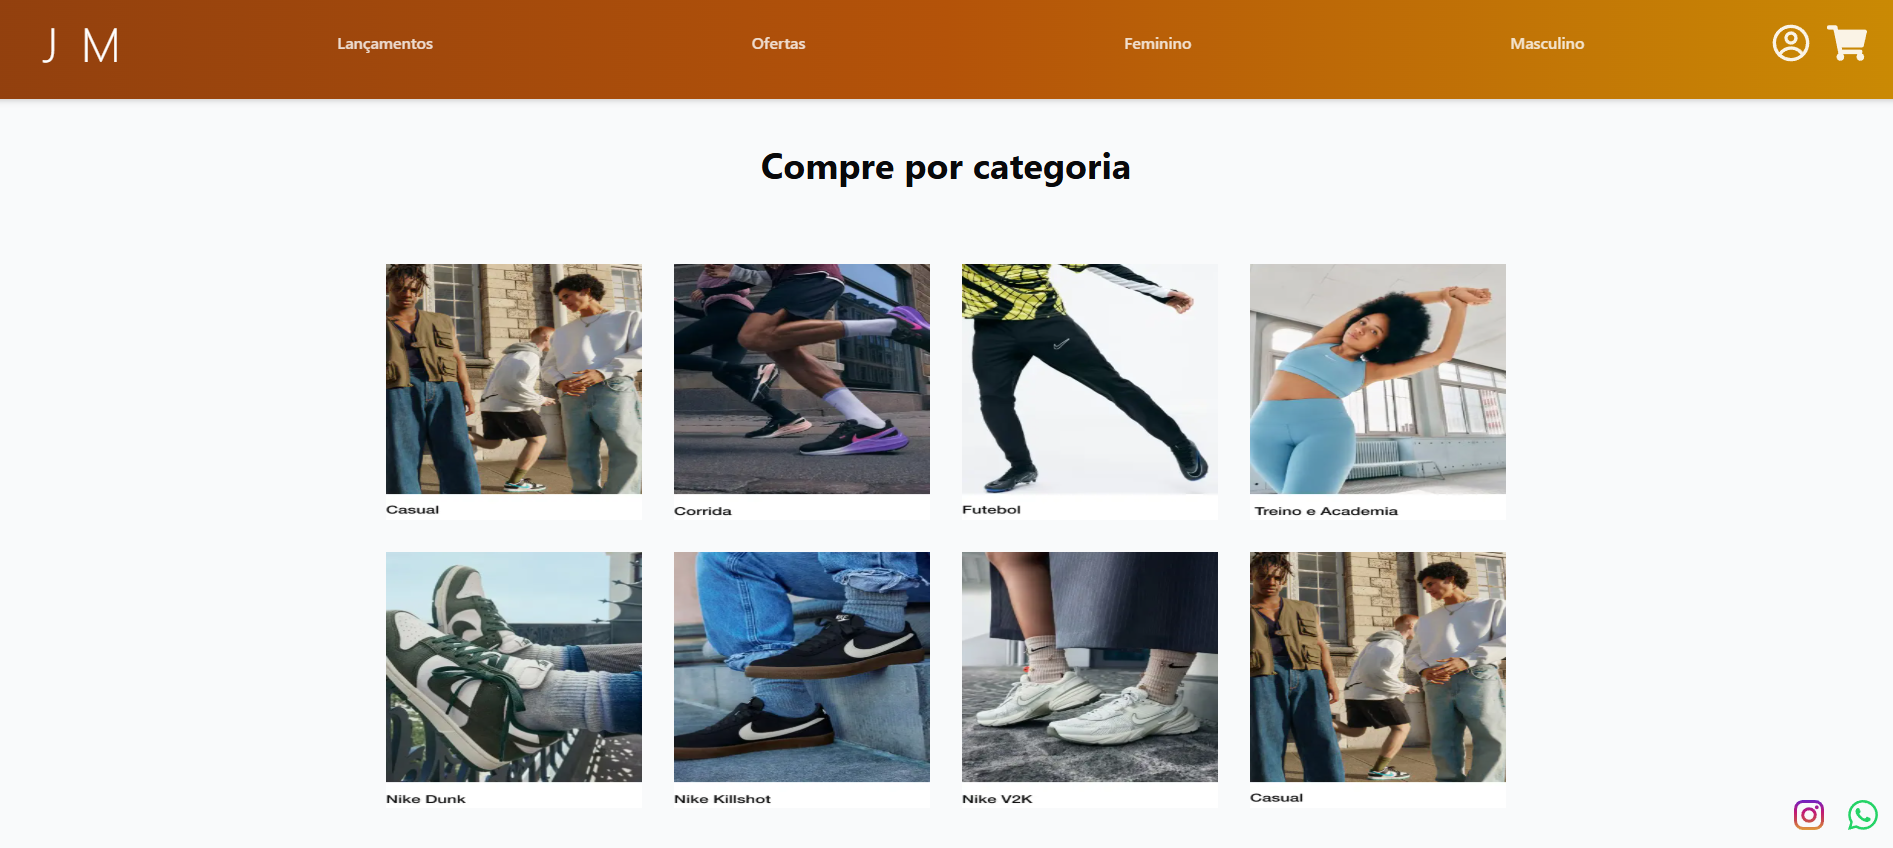 J M
Lançamentos
Ofertas
Feminino
Masculino
Compre por categoria
Casual
Corrida
Futebol
Treino e Academia
Nike Dunk
Nike Killshot
Nike V2K
Casual